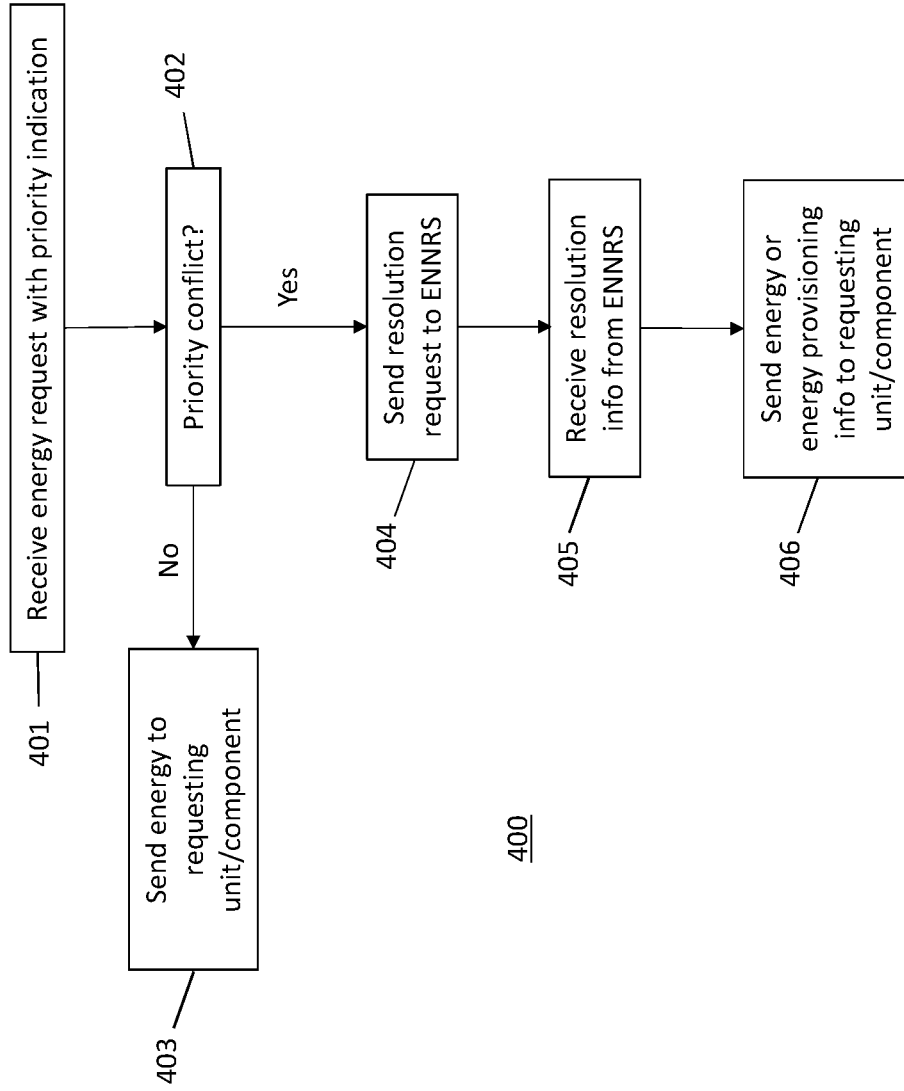 Receive energy request with priority indication
401
Priority conflict?
402
No
Yes
Send energy to
requesting
unit/component
403
Send resolution
request to ENNRS
404
Receive resolution
info from ENNRS
405
Send energy or
energy provisioning
info to requesting
unit/component
406
400